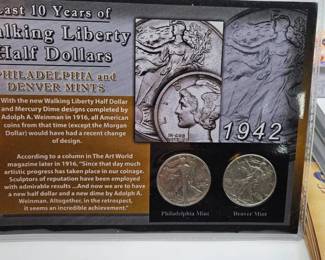 Last 10 Years of
Walking Liberty
Half Dollars
PHILADELPHIA and
DENVER MINTS
With the new Walking Liberty Half Dollar
and Mercury Dime designs completed by
Adolph A. Weinman in 1916, all American
coins from that time (except the Morgan
Dollar) would have had a recent change
of design.
According to a column in The Art World
magazine later in 1916, "Since that day much
artistic progress has taken place in our coinage.
Sculptors of reputation have been employed
with admirable results ...And now we are to have
a new half dollar and a new dime by Adolph A.
Weinman. Altogether, in the retrospect,
it seems an incredible achievement."
1942
Philadelphia Mint
Denver Mint